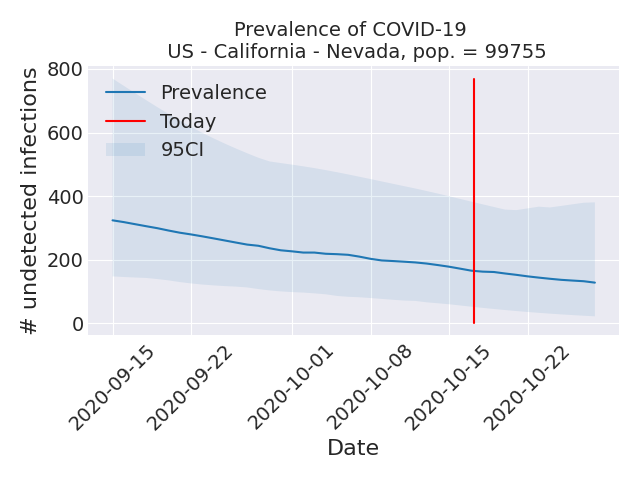 Prevalence of COVID-19
US - California - Nevada, pop. = 99755
# undetected infections
800
600
400
200
0
Prevalence
Today
95CI
2020-09-15
2020-09-22
2020-10-01
2020-10-08
2020-10-15
2020-10-22
Date